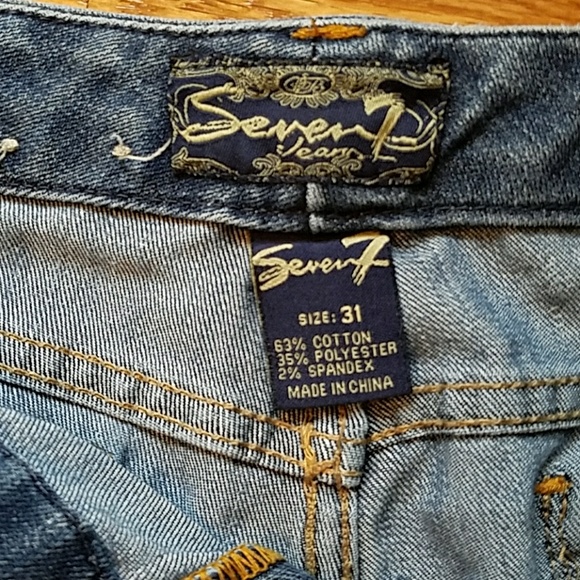 Seven7
Jeans
Seven7
SIZE: 31
63% COTTON
35% POLYESTER
2% SPANDEX
MADE IN CHINA